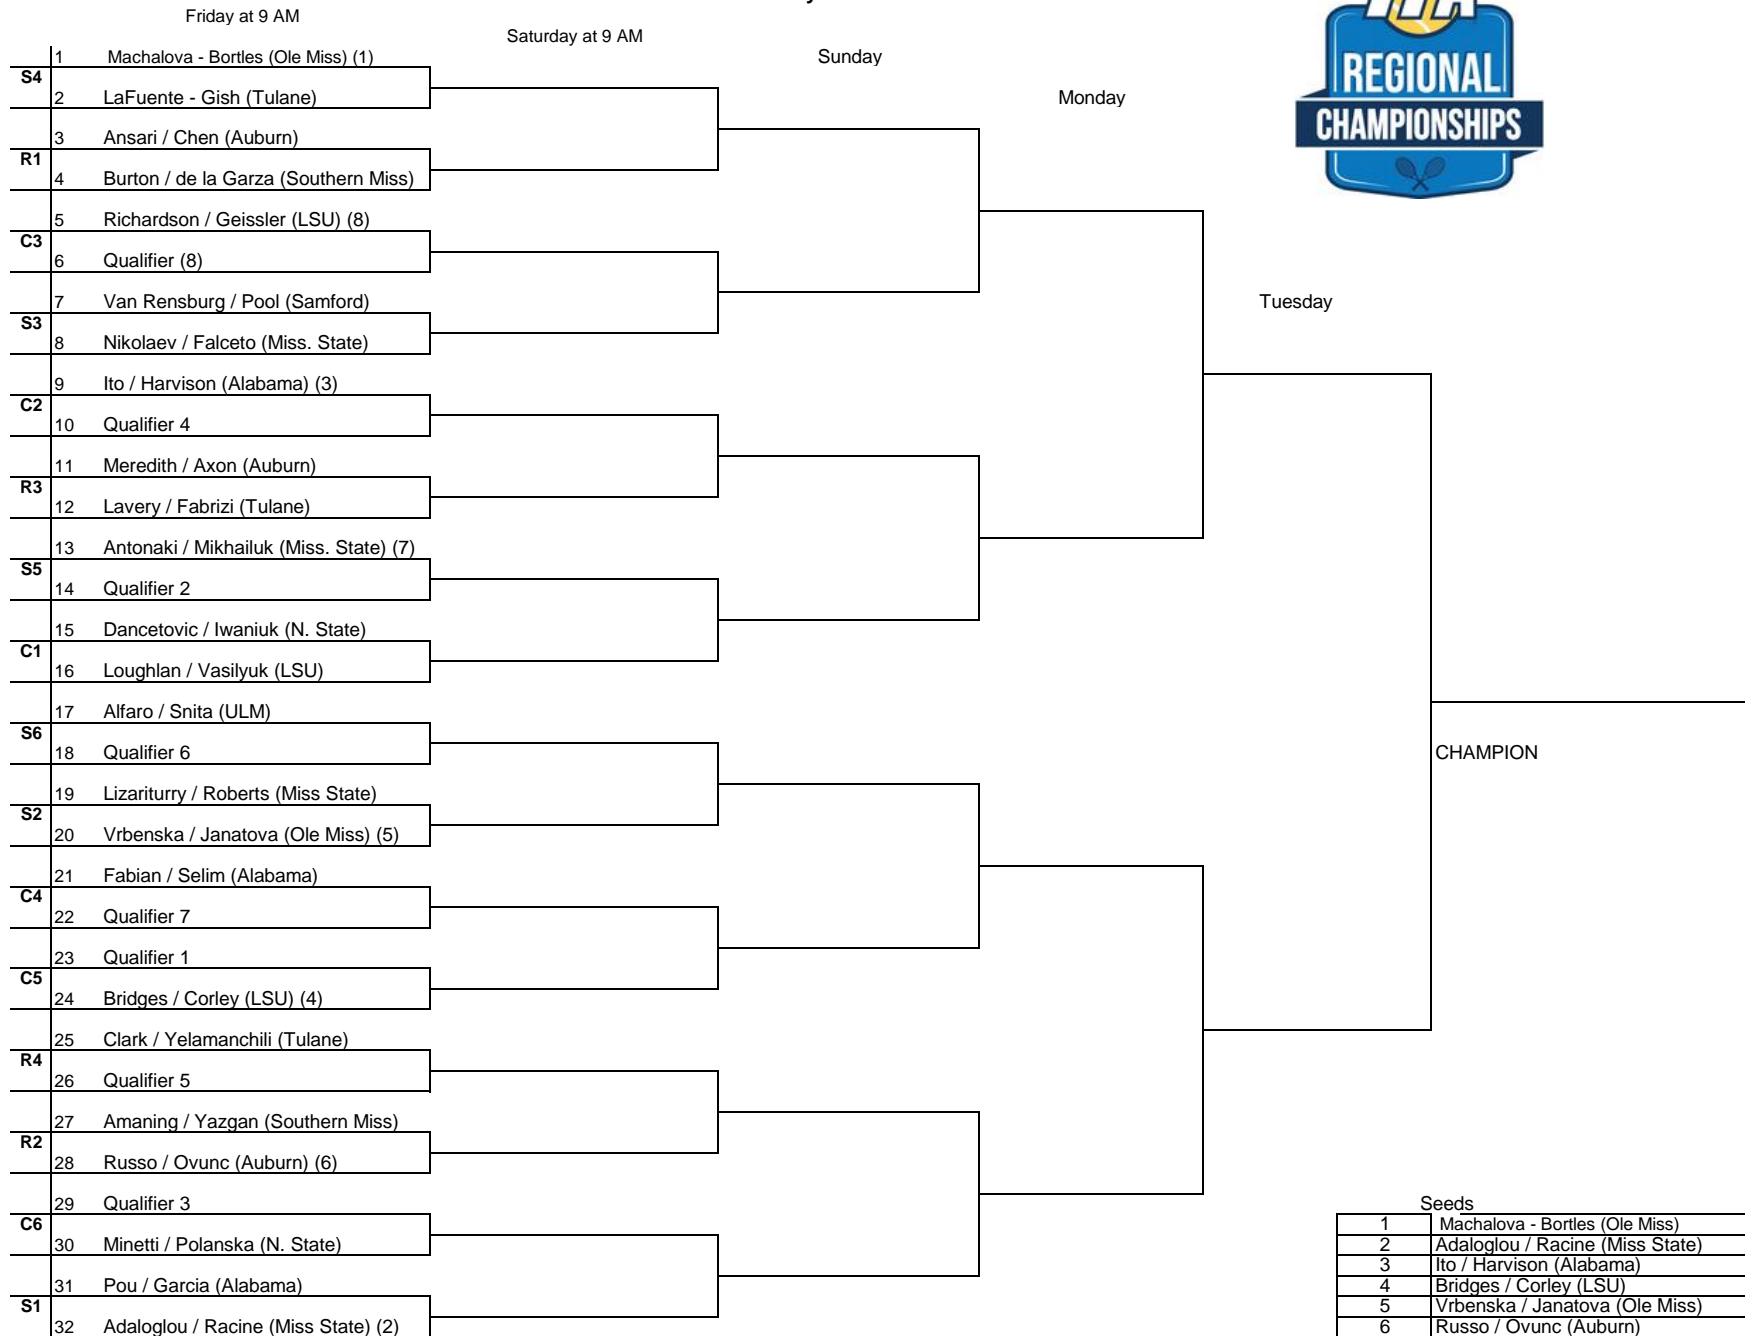 Friday at 9 AM
Saturday at 9 AM
Sunday
Monday
Tuesday
ITA
REGIONAL
CHAMPIONSHIPS
1 Machalova - Bortles (Ole Miss) (1)
S4
2 LaFuente - Gish (Tulane)
3 Ansari / Chen (Auburn)
R1
4 Burton / de la Garza (Southern Miss)
5 Richardson / Geissler (LSU) (8)
C3
6 Qualifier (8)
7 Van Rensburg / Pool (Samford)
S3
8 Nikolaev / Falceto (Miss. State)
9 Ito / Harvison (Alabama) (3)
C2
10 Qualifier 4
11 Meredith / Axon (Auburn)
R3
12 Lavery / Fabrizi (Tulane)
13 Antonaki / Mikhailuk (Miss. State) (7)
S5
14 Qualifier 2
15 Dancetovic / Iwaniuk (N. State)
C1
16 Loughlan / Vasilyuk (LSU)
17 Alfaro / Snita (ULM)
S6
18 Qualifier 6
CHAMPION
19 Lizariturry / Roberts (Miss State)
S2
20 Vrbenska / Janatova (Ole Miss) (5)
21 Fabian / Selim (Alabama)
C4
22 Qualifier 7
23 Qualifier 1
C5
24 Bridges / Corley (LSU) (4)
25 Clark / Yelamanchili (Tulane)
R4
26 Qualifier 5
27 Amaning / Yazgan (Southern Miss)
R2
28 Russo / Ovunc (Auburn) (6)
29 Qualifier 3
C6
30 Minetti / Polanska (N. State)
31 Pou / Garcia (Alabama)
S1
32 Adaloglou / Racine (Miss State) (2)
Seeds
1 Machalova - Bortles (Ole Miss)
2 Adaloglou / Racine (Miss State)
3 Ito / Harvison (Alabama)
4 Bridges / Corley (LSU)
5 Vrbenska / Janatova (Ole Miss)
6 Russo / Ovunc (Auburn)